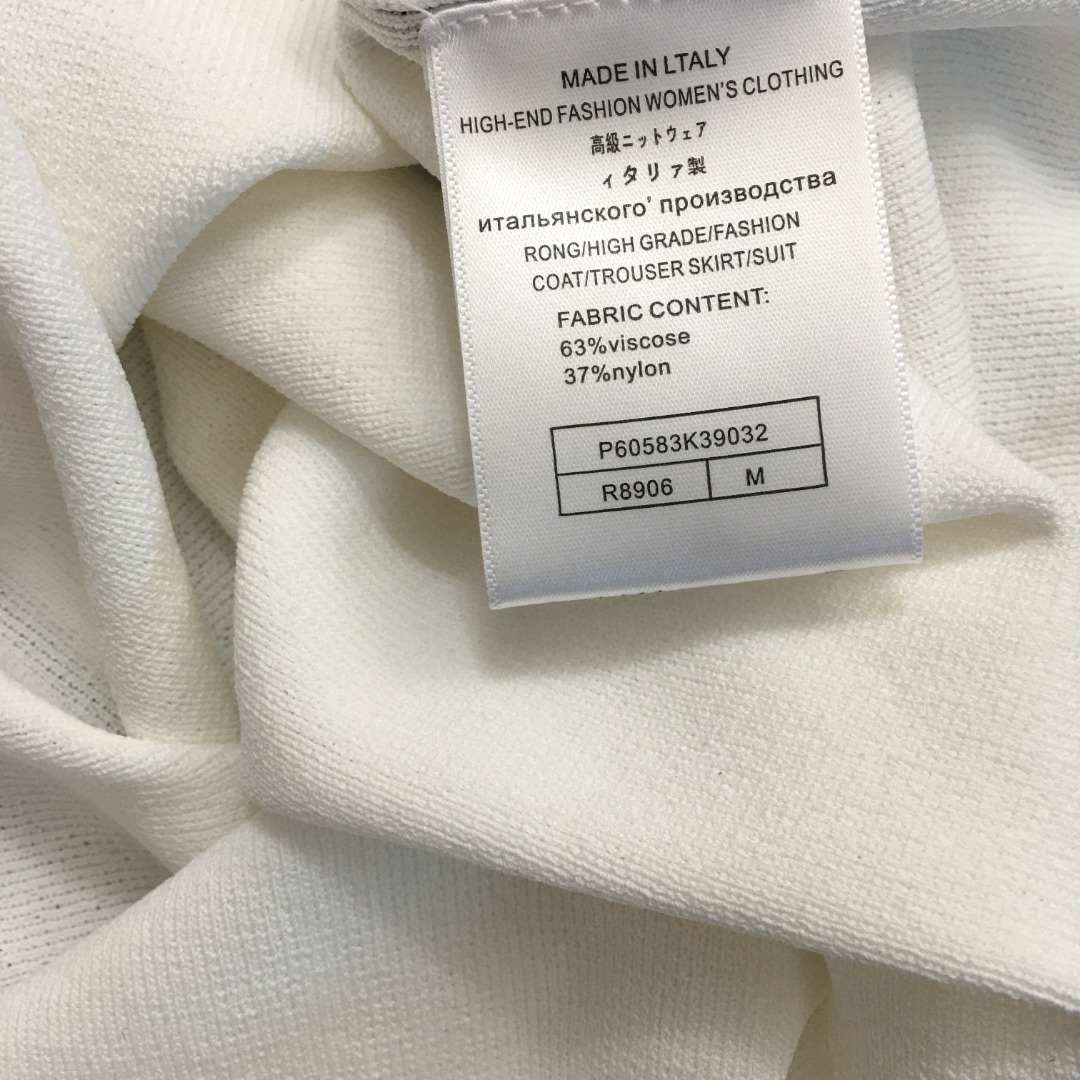 MADE IN LTALY
HIGH-END FASHION WOMEN'S CLOTHING
高級ニットウェア
ィタリァ製
итальянского' производства
RONG/HIGH GRADE/FASHION
COAT/TROUSER SKIRT/SUIT
FABRIC CONTENT:
63%viscose
37%nylon
P60583K39032
R8906 M